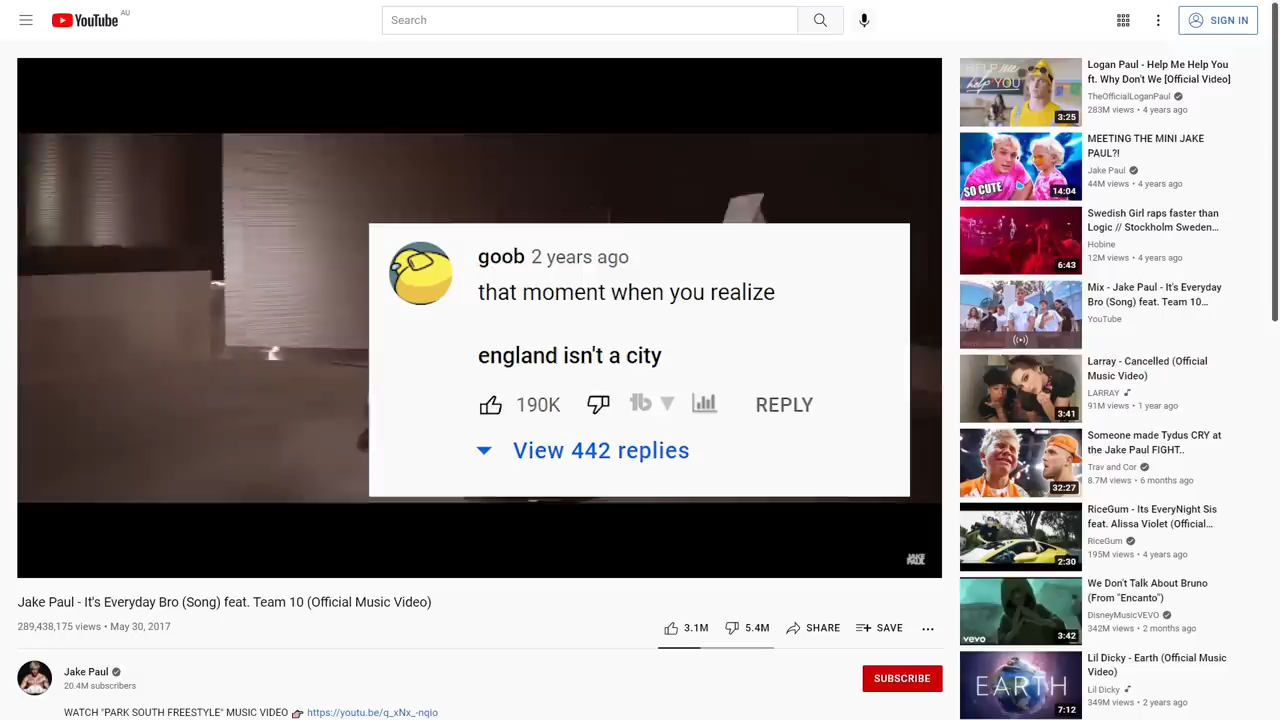 YouTube AU
Search
SIGN IN
goob 2 years ago
that moment when you realize
england isn't a city
190K
REPLY
View 442 replies
JAKE
PAUL
Jake Paul - It's Everyday Bro (Song) feat. Team 10 (Official Music Video)
289,438,175 views • May 30, 2017
3.1M
5.4M
SHARE
SAVE
Jake Paul
20.4M subscribers
SUBSCRIBE
WATCH "PARK SOUTH FREESTYLE" MUSIC VIDEO https://youtu.be/q_xNx_-nqio
HELP me
help YOU
3:25
Logan Paul - Help Me Help You
ft. Why Don't We [Official Video]
TheOfficialLoganPaul
283M views • 4 years ago
SO CUTE
14:04
MEETING THE MINI JAKE
PAUL?!
Jake Paul
44M views • 4 years ago
6:43
Swedish Girl raps faster than
Logic // Stockholm Sweden...
Hobine
12M views • 4 years ago
Mix - Jake Paul - It's Everyday
Bro (Song) feat. Team 10...
YouTube
3:41
Larray - Cancelled (Official
Music Video)
LARRAY
91M views • 1 year ago
32:27
Someone made Tydus CRY at
the Jake Paul FIGHT..
Trav and Cor
8.7M views • 6 months ago
2:30
RiceGum - Its EveryNight Sis
feat. Alissa Violet (Official...
RiceGum
195M views • 4 years ago
vevo
3:42
We Don't Talk About Bruno
(From "Encanto")
DisneyMusicVEVO
342M views • 2 months ago
EARTH
7:12
Lil Dicky - Earth (Official Music
Video)
Lil Dicky
349M views • 2 years ago